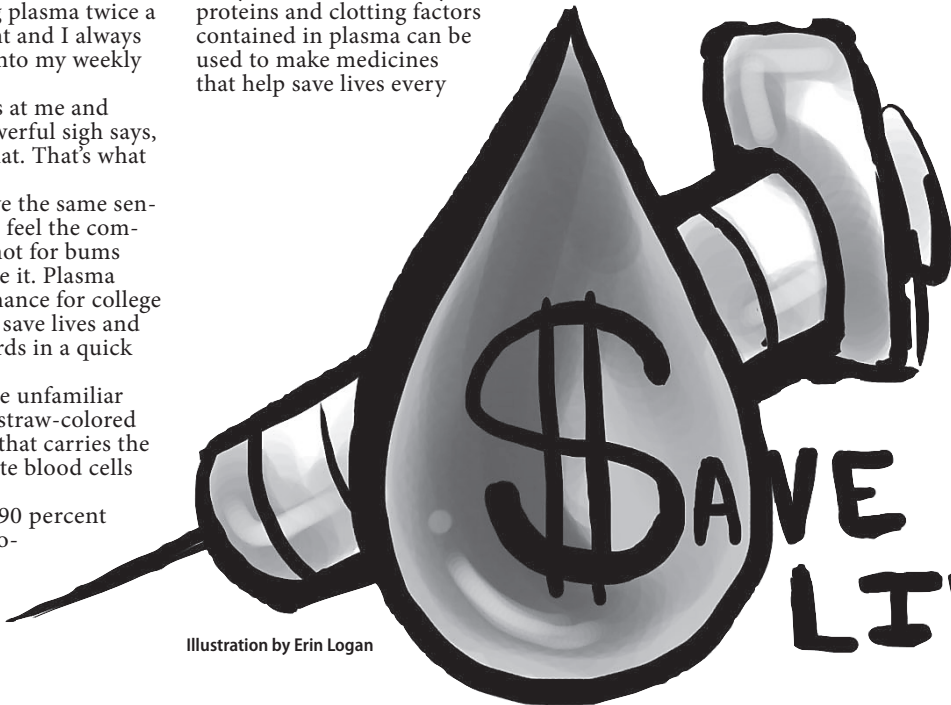 g plasma twice a
nt and I always
nto my weekly
s at me and
werful sigh says,
at. That's what
ve the same sen-
feel the com-
not for bums
e it. Plasma
hance for college
save lives and
rds in a quick
e unfamiliar
straw-colored
that carries the
te blood cells
90 percent
o-
proteins and clotting factors
contained in plasma can be
used to make medicines
that help save lives every
$AVE
LI
Illustration by Erin Logan